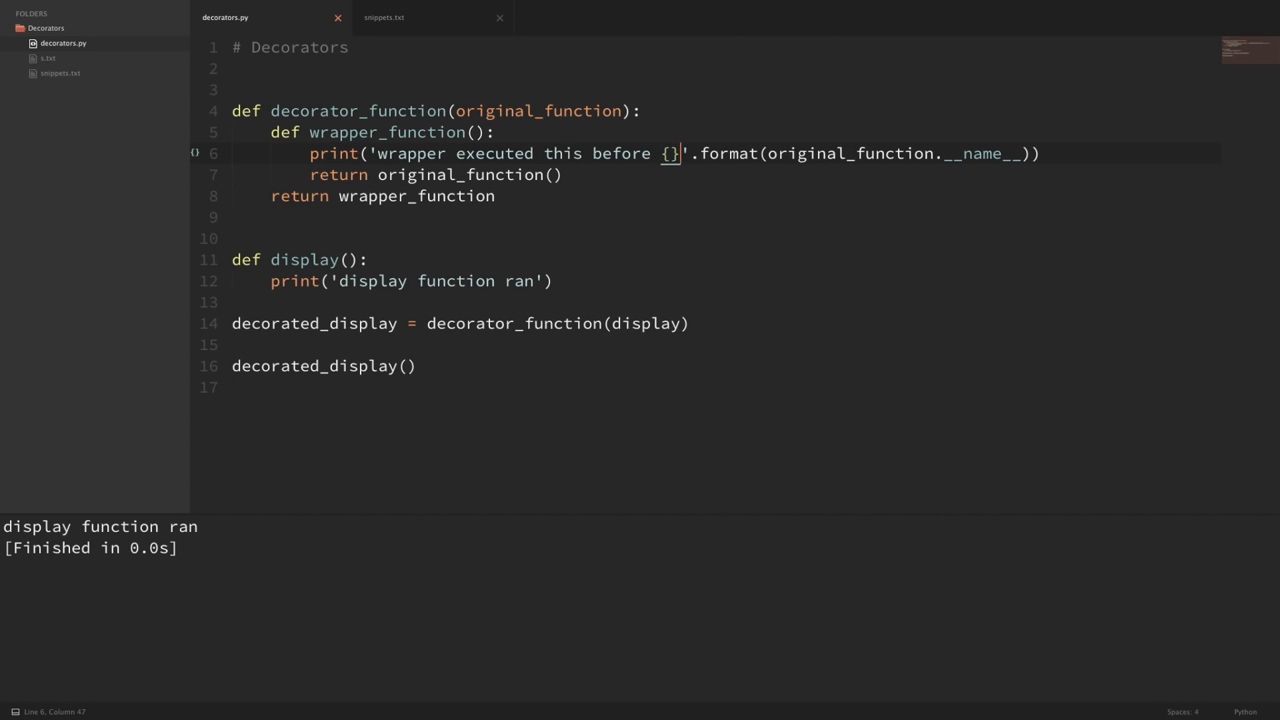 FOLDERS
Decorators
decorators.py
s.txt
snippets.txt
decorators.py
snippets.txt
1 # Decorators
2
3
4 def decorator_function(original_function):
5     def wrapper_function():
{} 6         print('wrapper executed this before {}'.format(original_function.__name__))
7         return original_function()
8     return wrapper_function
9
10
11 def display():
12     print('display function ran')
13
14 decorated_display = decorator_function(display)
15
16 decorated_display()
17
display function ran
[Finished in 0.0s]
Line 6, Column 47
Spaces: 4
Python